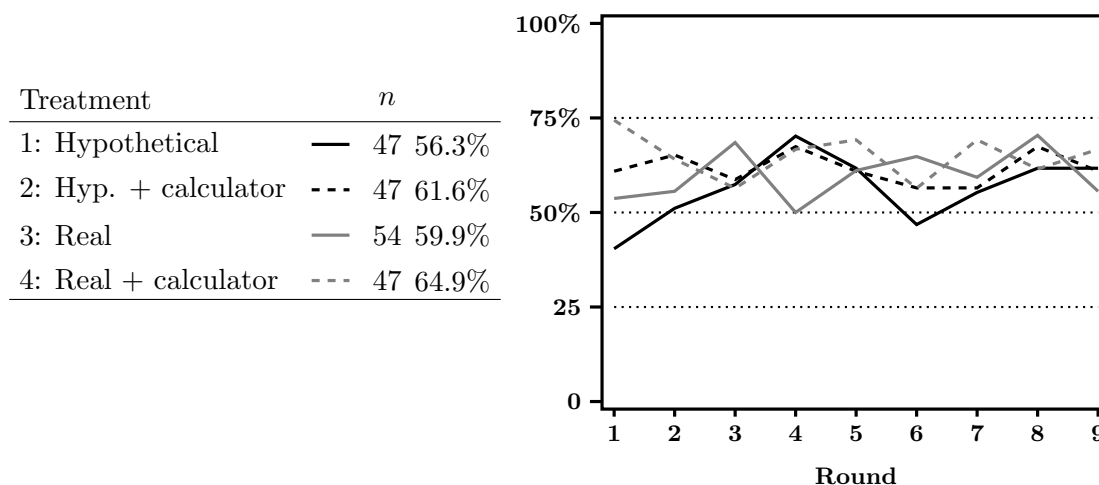 Treatment n
1: Hypothetical 47 56.3%
2: Hyp. + calculator 47 61.6%
3: Real 54 59.9%
4: Real + calculator 47 64.9%
100%
75%
50%
25
0
1 2 3 4 5 6 7 8 9
Round